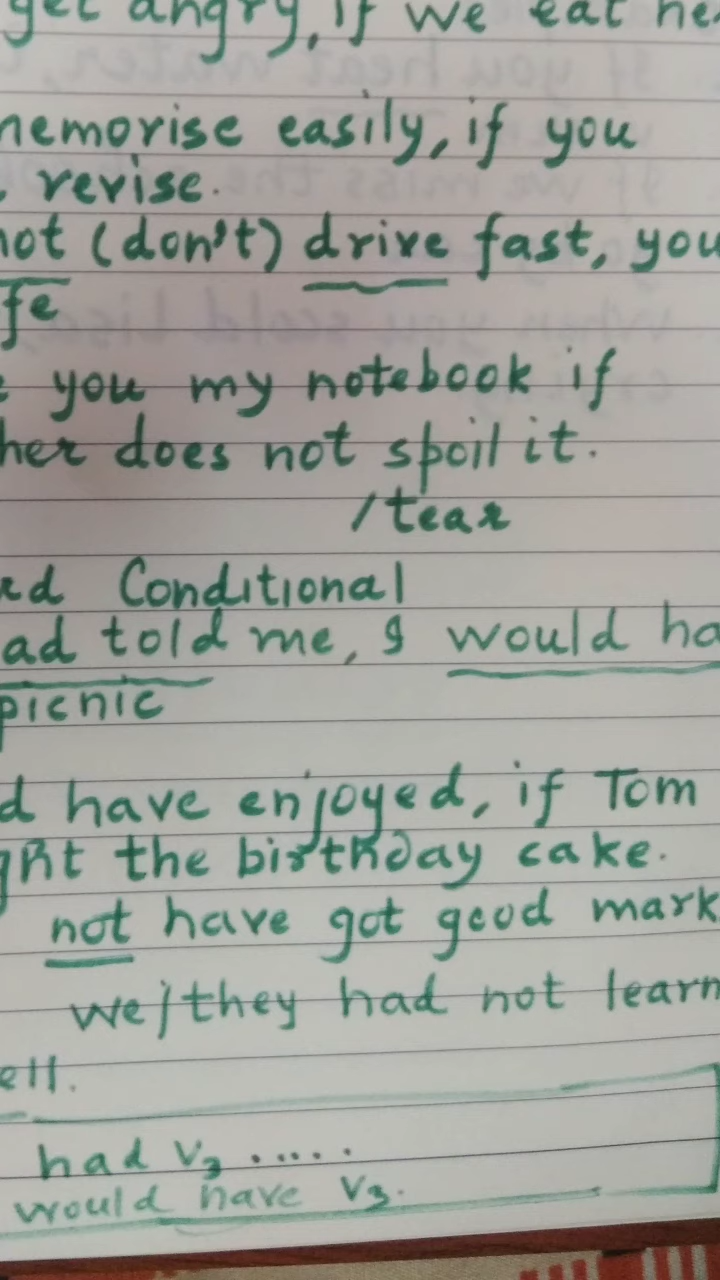 get angry, if we eat he
memorise easily, if you
revise.
not (don't) drive fast, you
fe
you my notebook if
her does not spoil it.
/tear
rd Conditional
ad told me, I would ha
picnic
d have enjoyed, if Tom
ght the birthday cake.
not have got good mark
we/they had not learn
ell.
had V3 .....
would have V3.